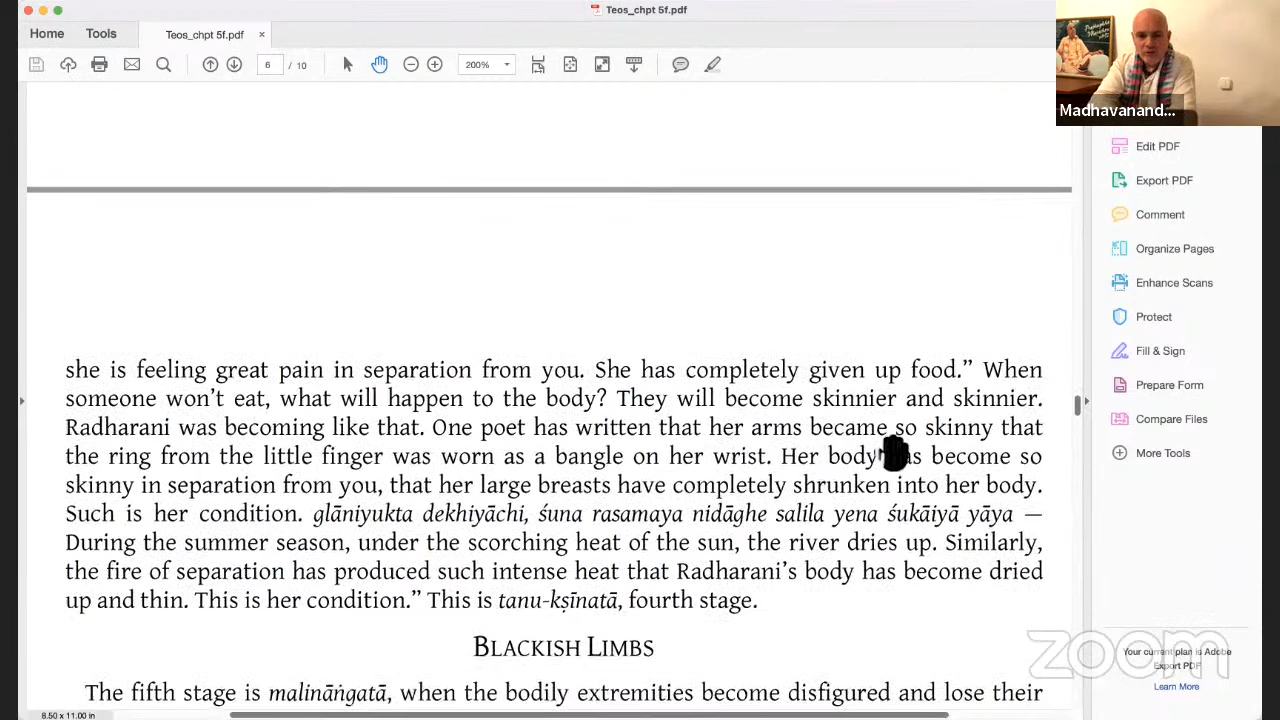 Teos_chpt 5f.pdf
Home
Tools
Teos_chpt 5f.pdf
6 / 10
200%
Madhavanand...
Edit PDF
Export PDF
Comment
Organize Pages
Enhance Scans
Protect
Fill & Sign
Prepare Form
Compare Files
More Tools
she is feeling great pain in separation from you. She has completely given up food.” When
someone won’t eat, what will happen to the body? They will become skinnier and skinnier.
Radharani was becoming like that. One poet has written that her arms became so skinny that
the ring from the little finger was worn as a bangle on her wrist. Her body has become so
skinny in separation from you, that her large breasts have completely shrunken into her body.
Such is her condition. glāniyukta dekhiyāchi, śuna rasamaya nidāghe salila yena śukāiyā yāya —
During the summer season, under the scorching heat of the sun, the river dries up. Similarly,
the fire of separation has produced such intense heat that Radharani’s body has become dried
up and thin. This is her condition.” This is tanu-kṣīnatā, fourth stage.
BLACKISH LIMBS
The fifth stage is malināṅgatā, when the bodily extremities become disfigured and lose their
8.50 x 11.00 in
Your current plan is Adobe
Export PDF
Learn More
zoom